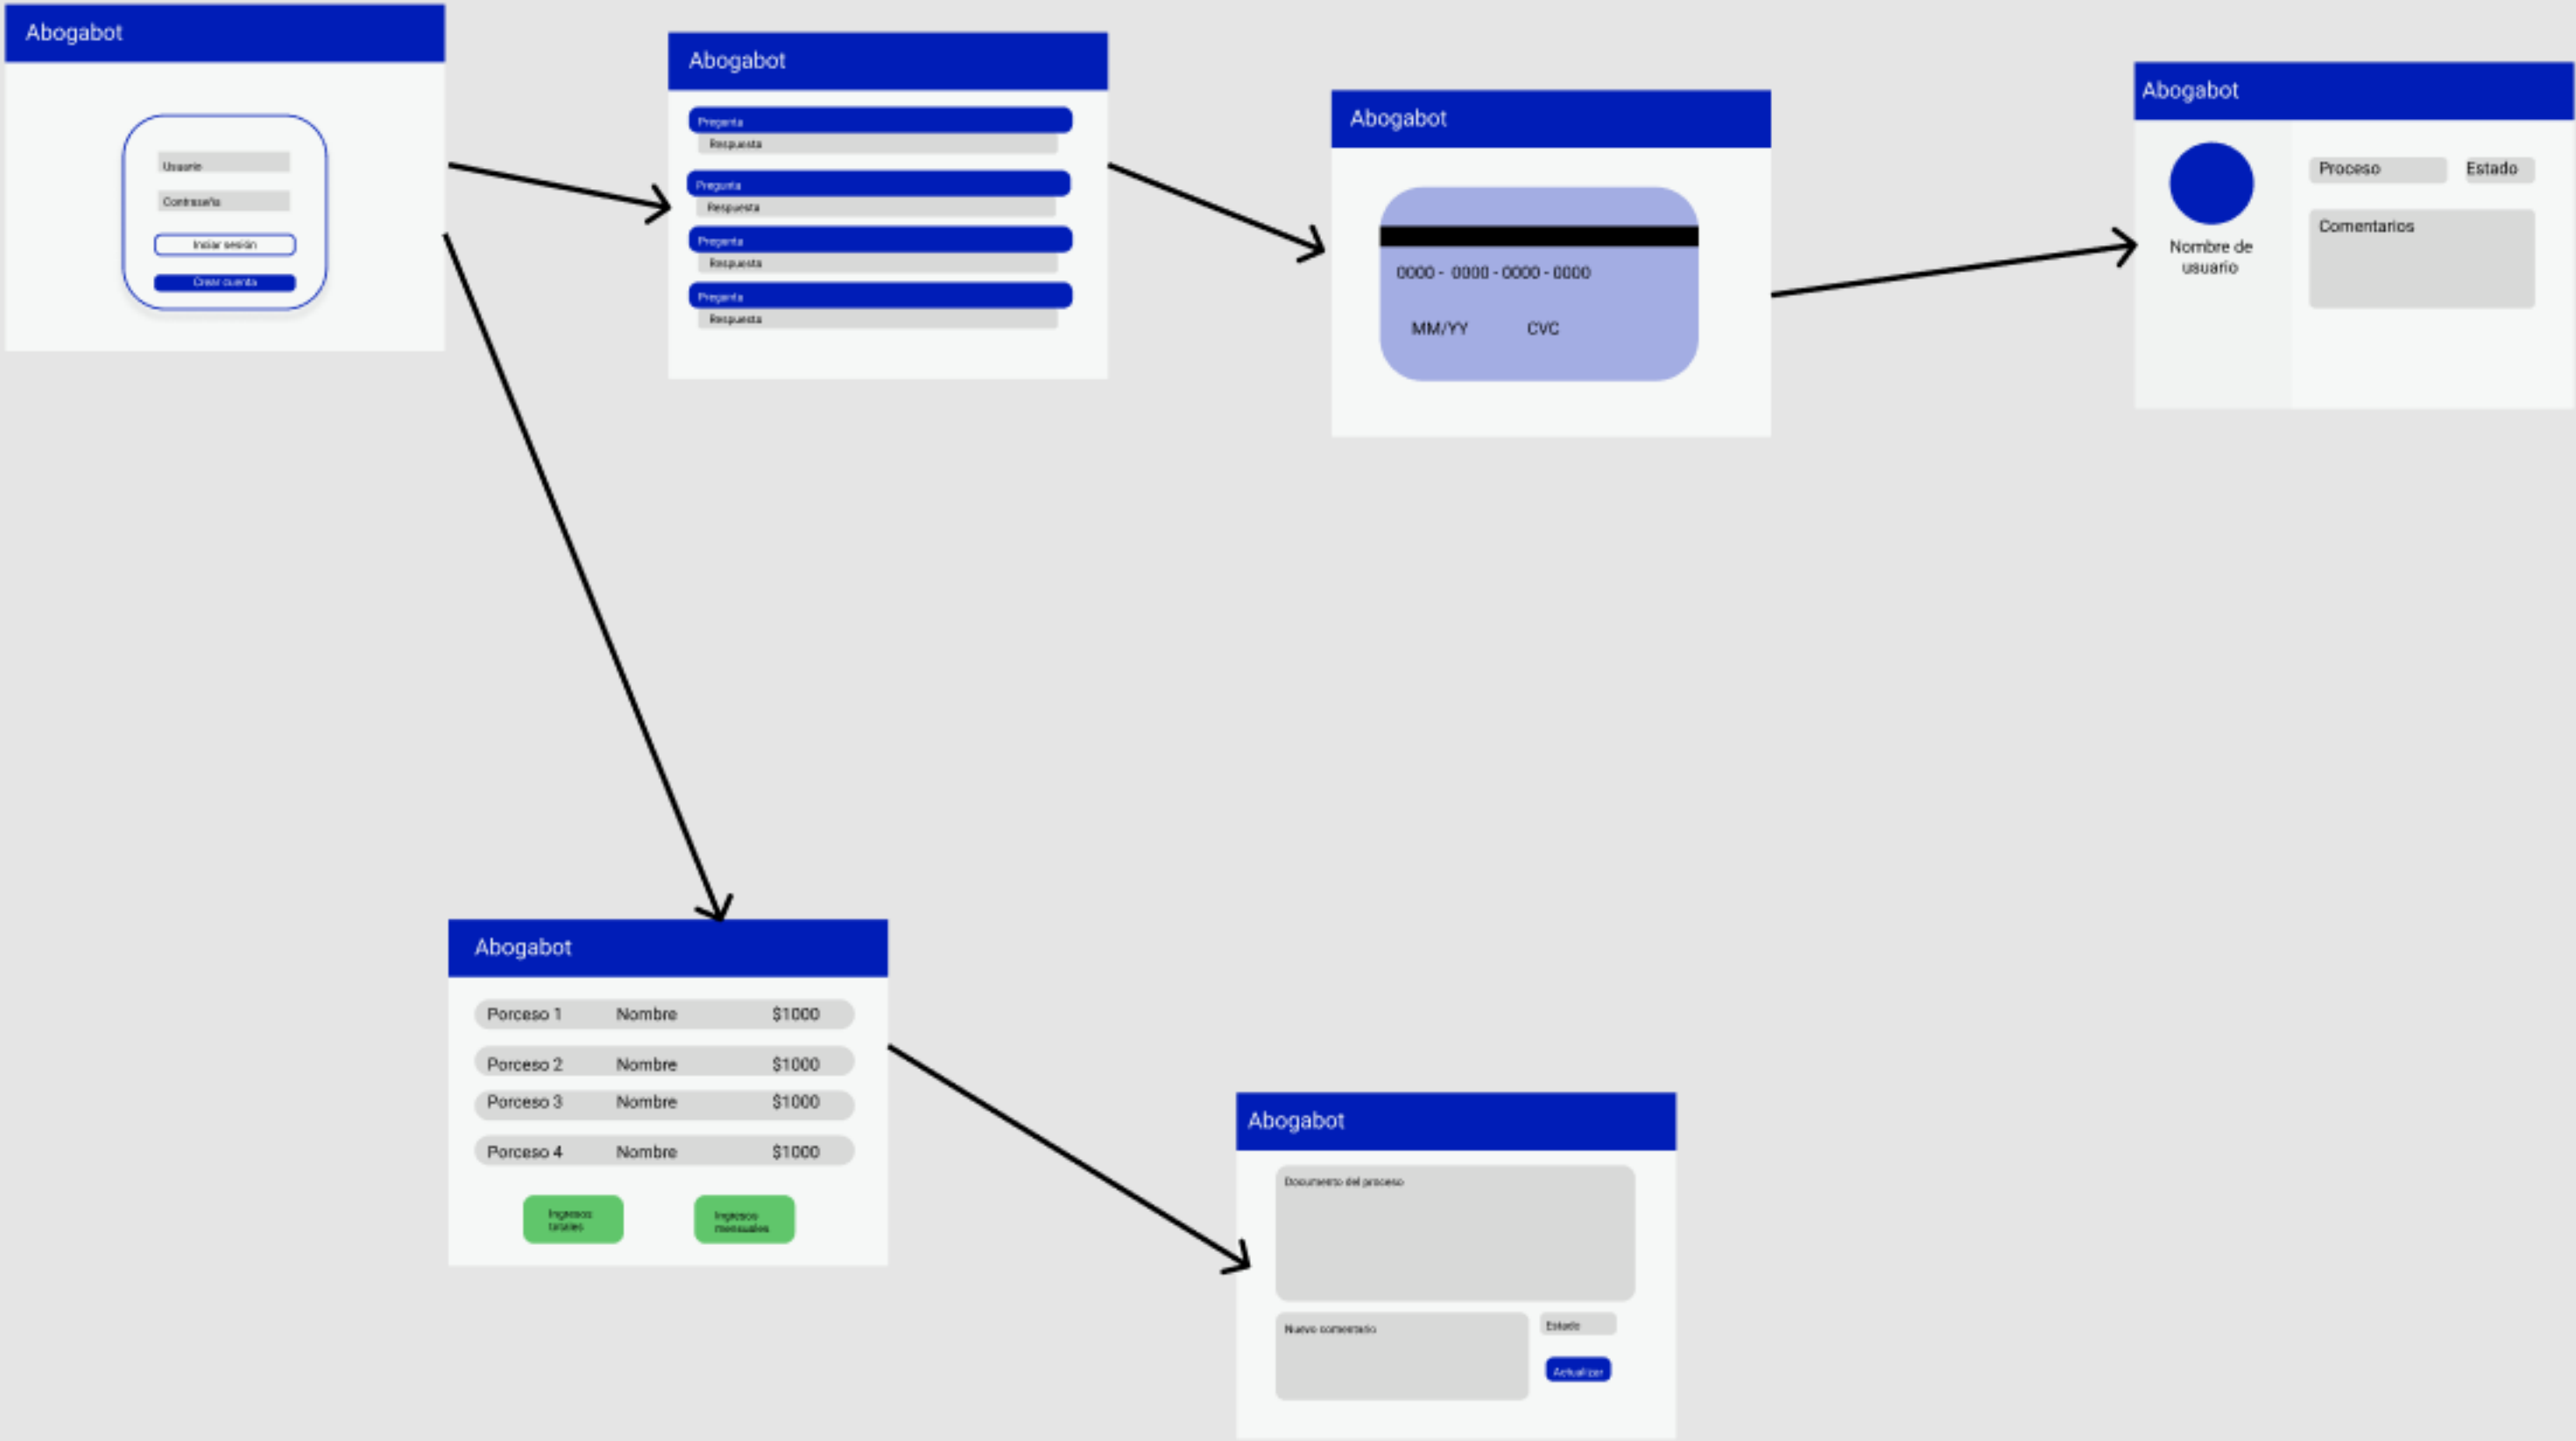 Abogabot
Usuario
Contraseña
Iniciar sesión
Crear cuenta
Abogabot
Pregunta
Respuesta
Pregunta
Respuesta
Pregunta
Respuesta
Pregunta
Respuesta
Abogabot
0000 - 0000 - 0000 - 0000
MM/YY CVC
Abogabot
Nombre de
usuario
Proceso Estado
Comentarios
Abogabot
Porceso 1 Nombre $1000
Porceso 2 Nombre $1000
Porceso 3 Nombre $1000
Porceso 4 Nombre $1000
Ingresos
totales
Ingresos
mensuales
Abogabot
Documento del proceso
Nuevo comentario
Estado
Actualizar